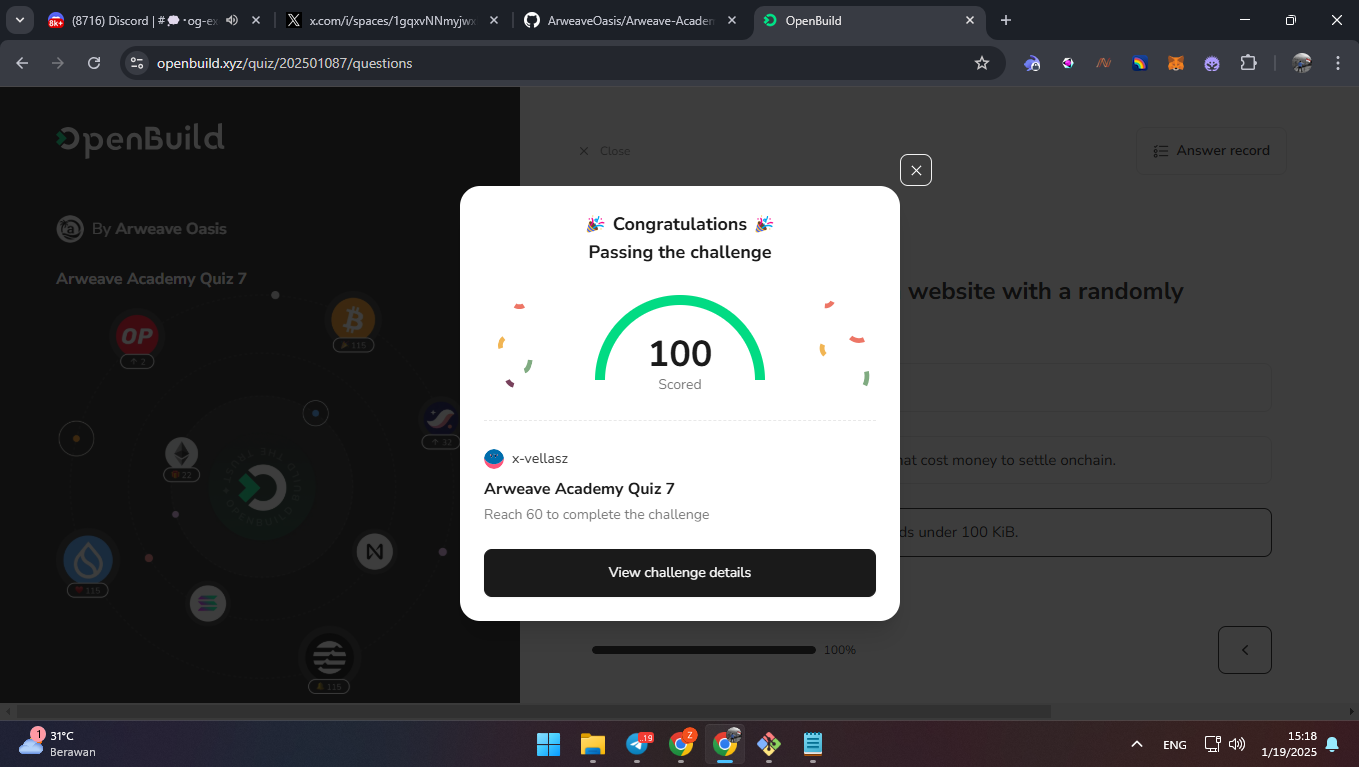 8K+
(8716) Discord | #💭・og-ex
x.com/i/spaces/1gqxvNNmyjwx
ArweaveOasis/Arweave-Academ
OpenBuild
openbuild.xyz/quiz/202501087/questions
OpenBuild
Close
Answer record
By Arweave Oasis
Arweave Academy Quiz 7
🎉 Congratulations 🎉
Passing the challenge
website with a randomly
OP
2
115
100
Scored
32
22
cost money to settle onchain.
x-vellasz
Arweave Academy Quiz 7
Reach 60 to complete the challenge
under 100 KiB.
View challenge details
115
100%
115
1
31°C
Berawan
19
Z
ENG
15:18
1/19/2025